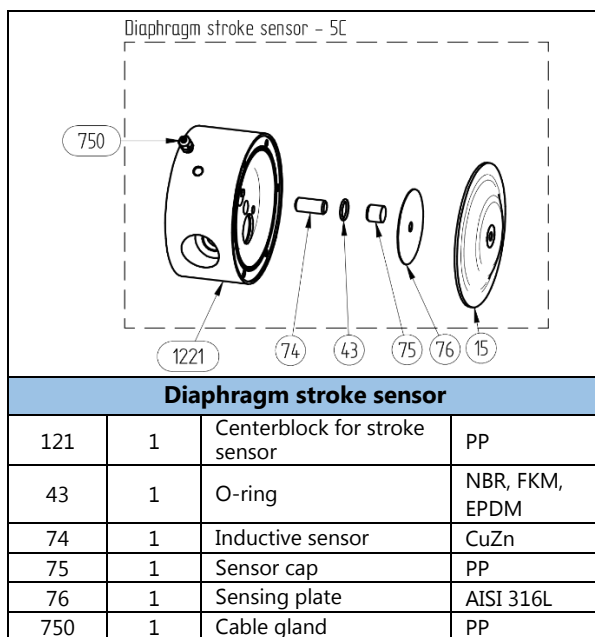 Diaphragm stroke sensor - 5C
750
1221
74
43
75
76
15
Diaphragm stroke sensor
121 1 Centerblock for stroke sensor PP
43 1 O-ring NBR, FKM, EPDM
74 1 Inductive sensor CuZn
75 1 Sensor cap PP
76 1 Sensing plate AISI 316L
750 1 Cable gland PP